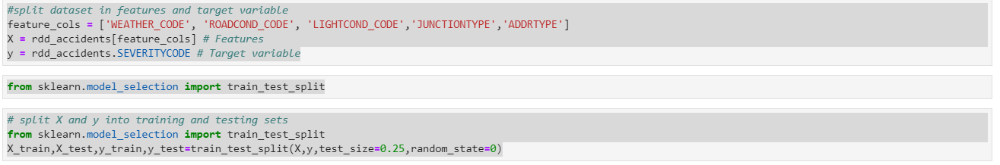 #split dataset in features and target variable
feature_cols = ['WEATHER_CODE', 'ROADCOND_CODE', 'LIGHTCOND_CODE','JUNCTIONTYPE','ADDRTYPE']
X = rdd_accidents[feature_cols] # Features
y = rdd_accidents.SEVERITYCODE # Target variable
from sklearn.model_selection import train_test_split
# split X and y into training and testing sets
from sklearn.model_selection import train_test_split
X_train,X_test,y_train,y_test=train_test_split(X,y,test_size=0.25,random_state=0)